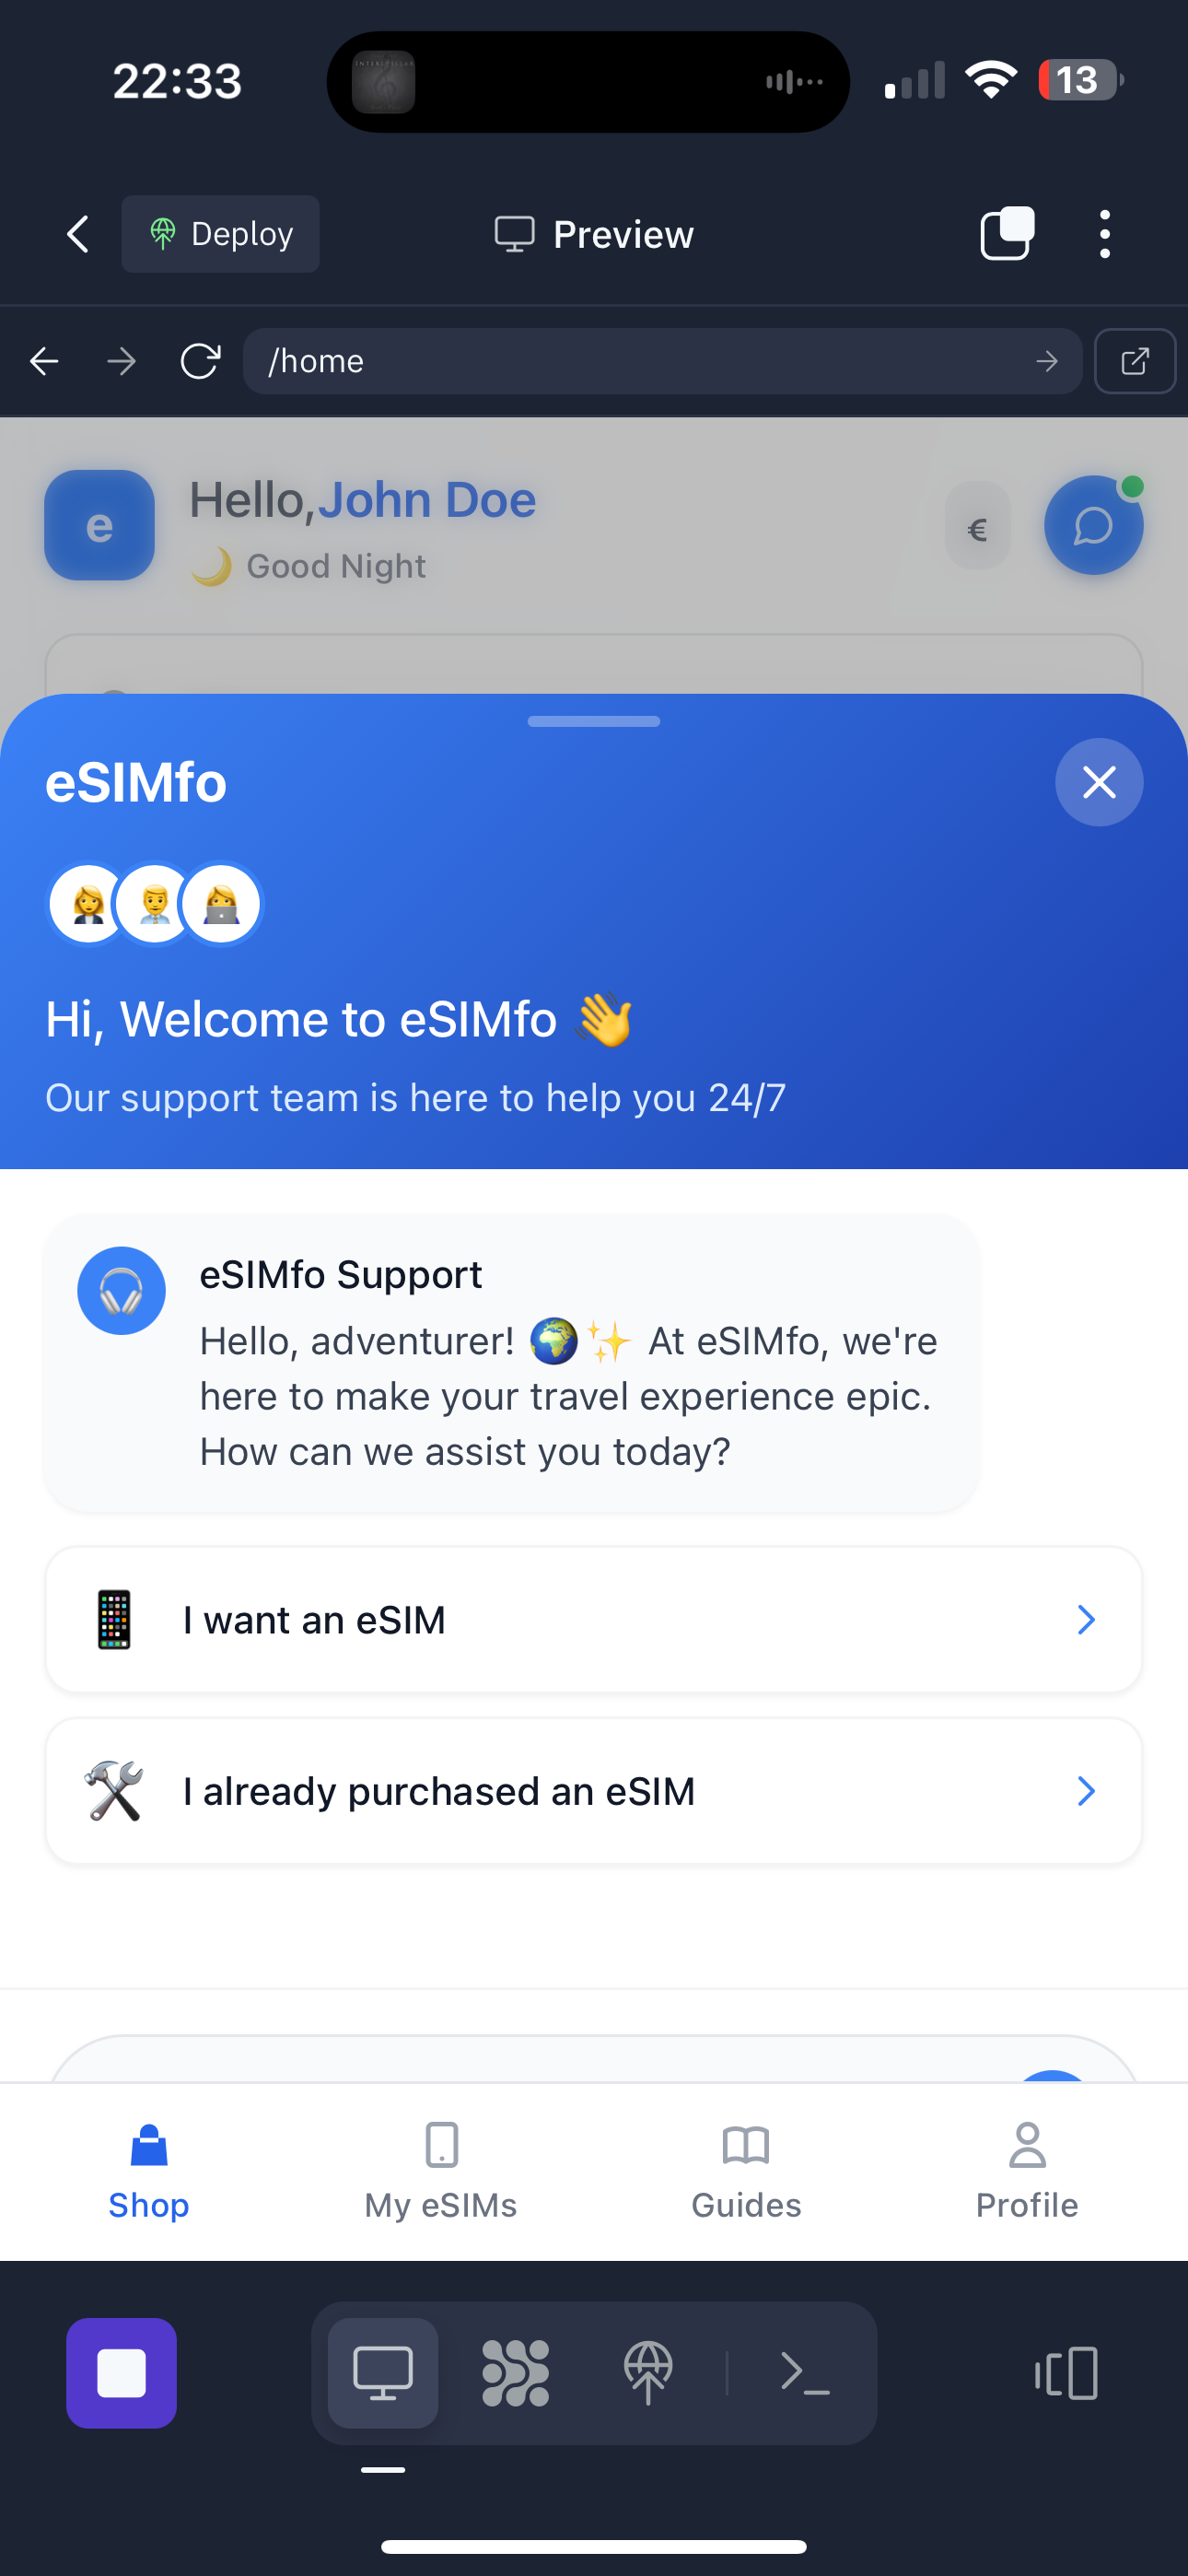 22:33
INTERSTELLAR
13
Deploy
Preview
/home
e
Hello,John Doe
€
🌙 Good Night
eSIMfo
Hi, Welcome to eSIMfo 👋
Our support team is here to help you 24/7
eSIMfo Support
Hello, adventurer! 🌍✨ At eSIMfo, we're
here to make your travel experience epic.
How can we assist you today?
I want an eSIM
I already purchased an eSIM
Shop
My eSIMs
Guides
Profile